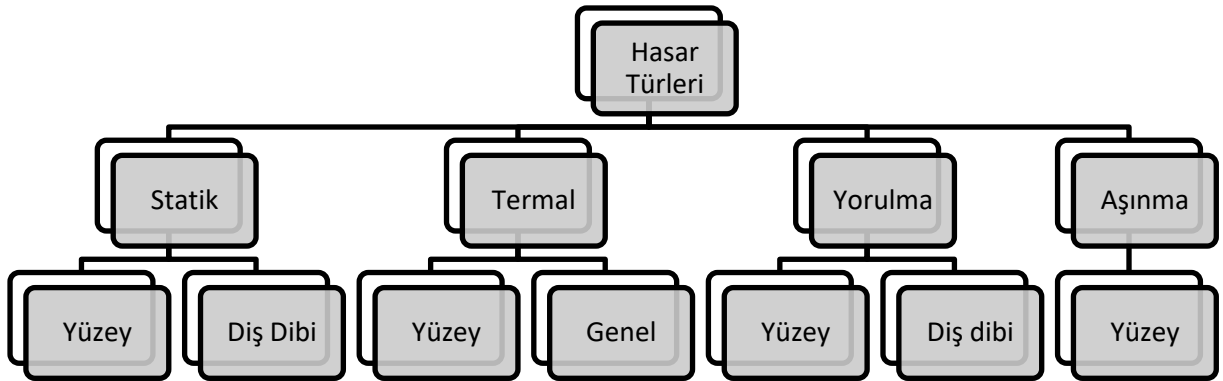 Hasar
Türleri
Statik
Termal
Yorulma
Aşınma
Yüzey
Diş Dibi
Yüzey
Genel
Yüzey
Diş dibi
Yüzey